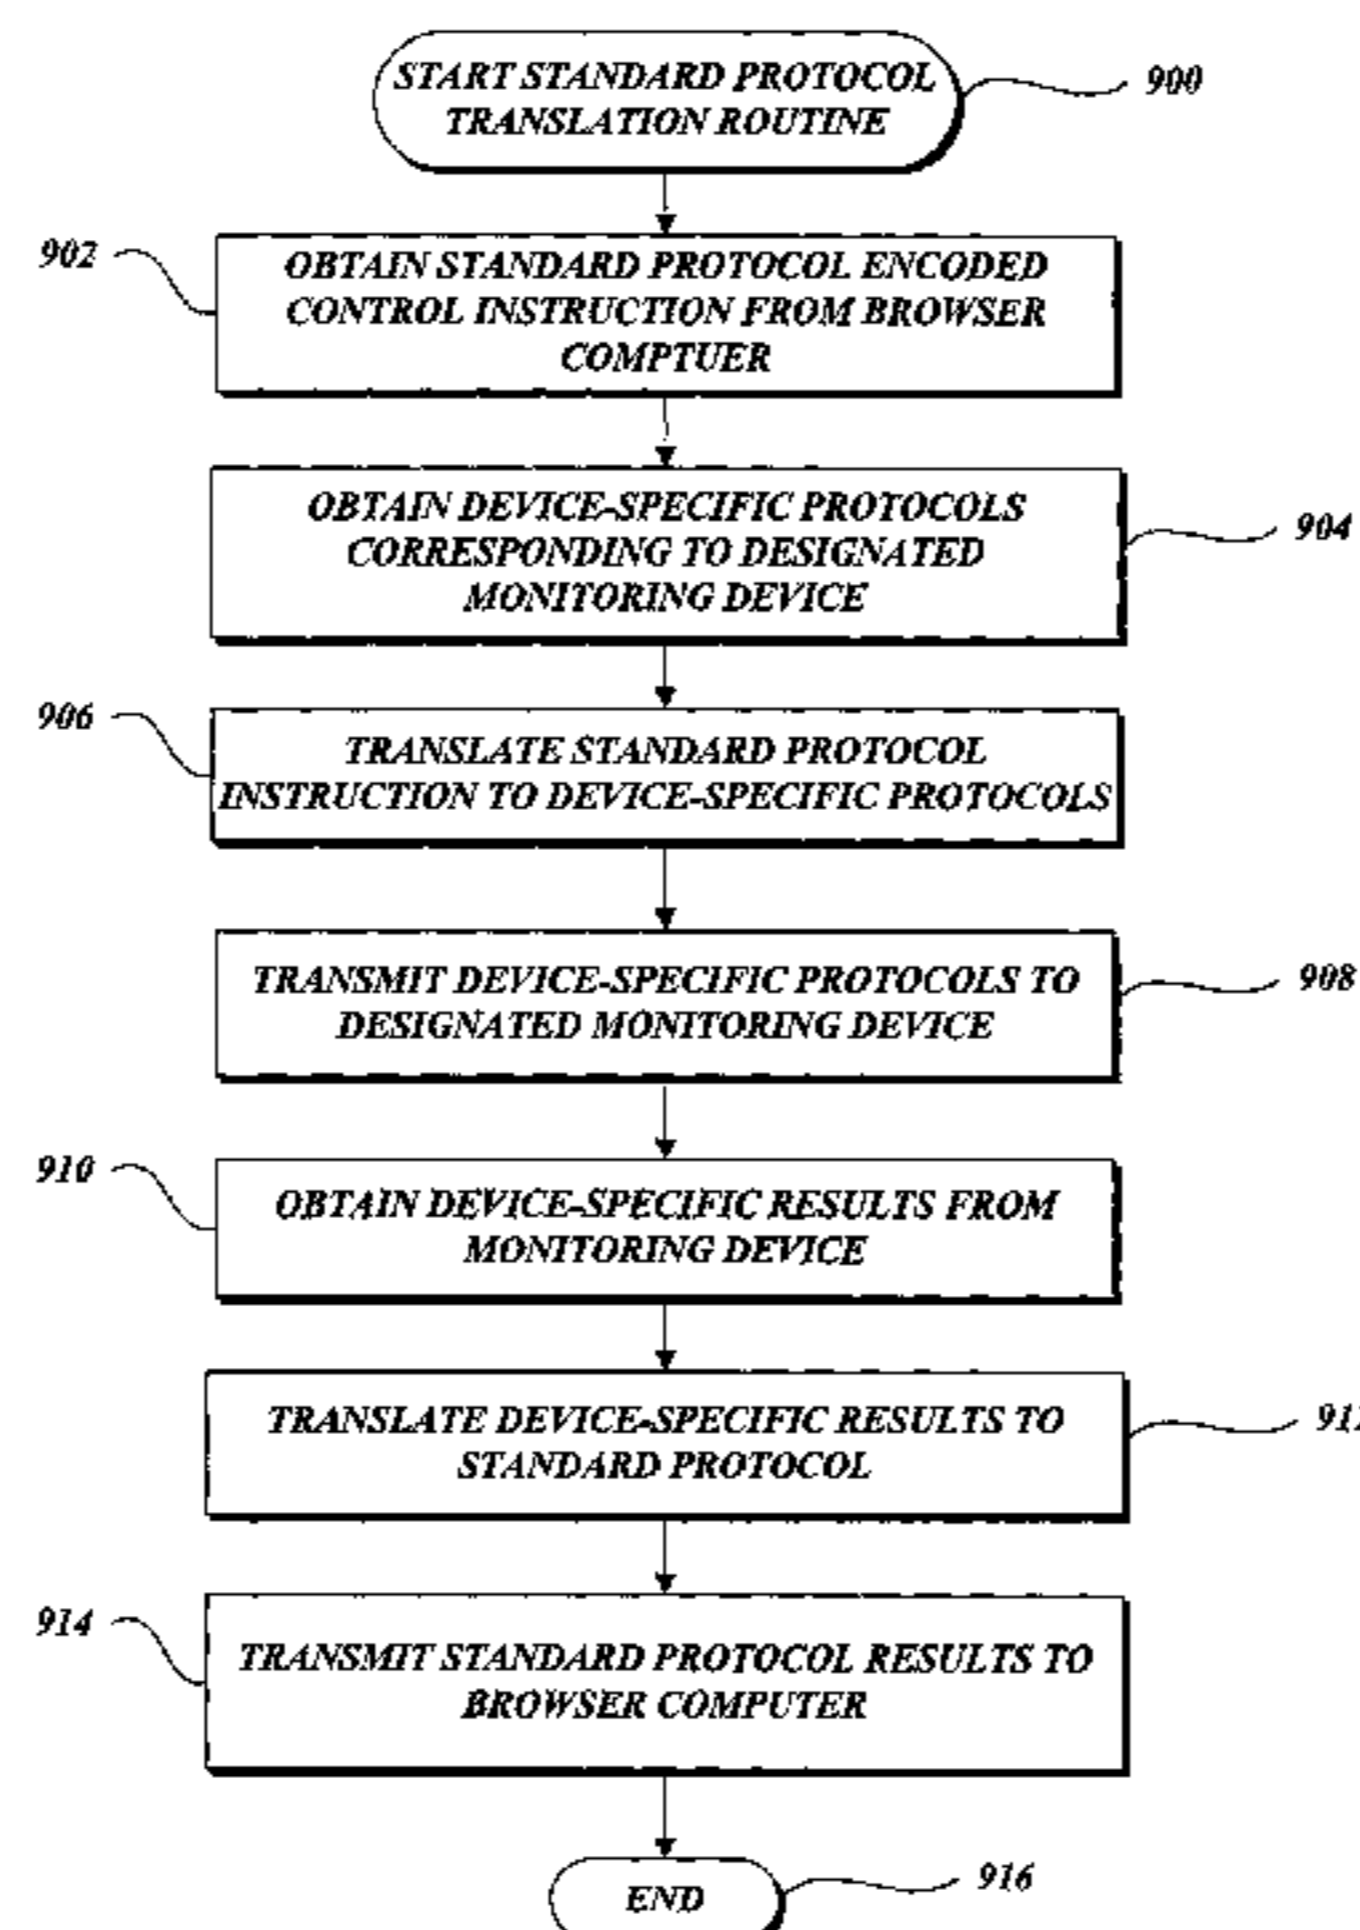 START STANDARD PROTOCOL
TRANSLATION ROUTINE
900
902
OBTAIN STANDARD PROTOCOL ENCODED
CONTROL INSTRUCTION FROM BROWSER
COMPTUER
OBTAIN DEVICE-SPECIFIC PROTOCOLS
CORRESPONDING TO DESIGNATED
MONITORING DEVICE
904
906
TRANSLATE STANDARD PROTOCOL
INSTRUCTION TO DEVICE-SPECIFIC PROTOCOLS
TRANSMIT DEVICE-SPECIFIC PROTOCOLS TO
DESIGNATED MONITORING DEVICE
908
910
OBTAIN DEVICE-SPECIFIC RESULTS FROM
MONITORING DEVICE
TRANSLATE DEVICE-SPECIFIC RESULTS TO
STANDARD PROTOCOL
912
914
TRANSMIT STANDARD PROTOCOL RESULTS TO
BROWSER COMPUTER
END
916